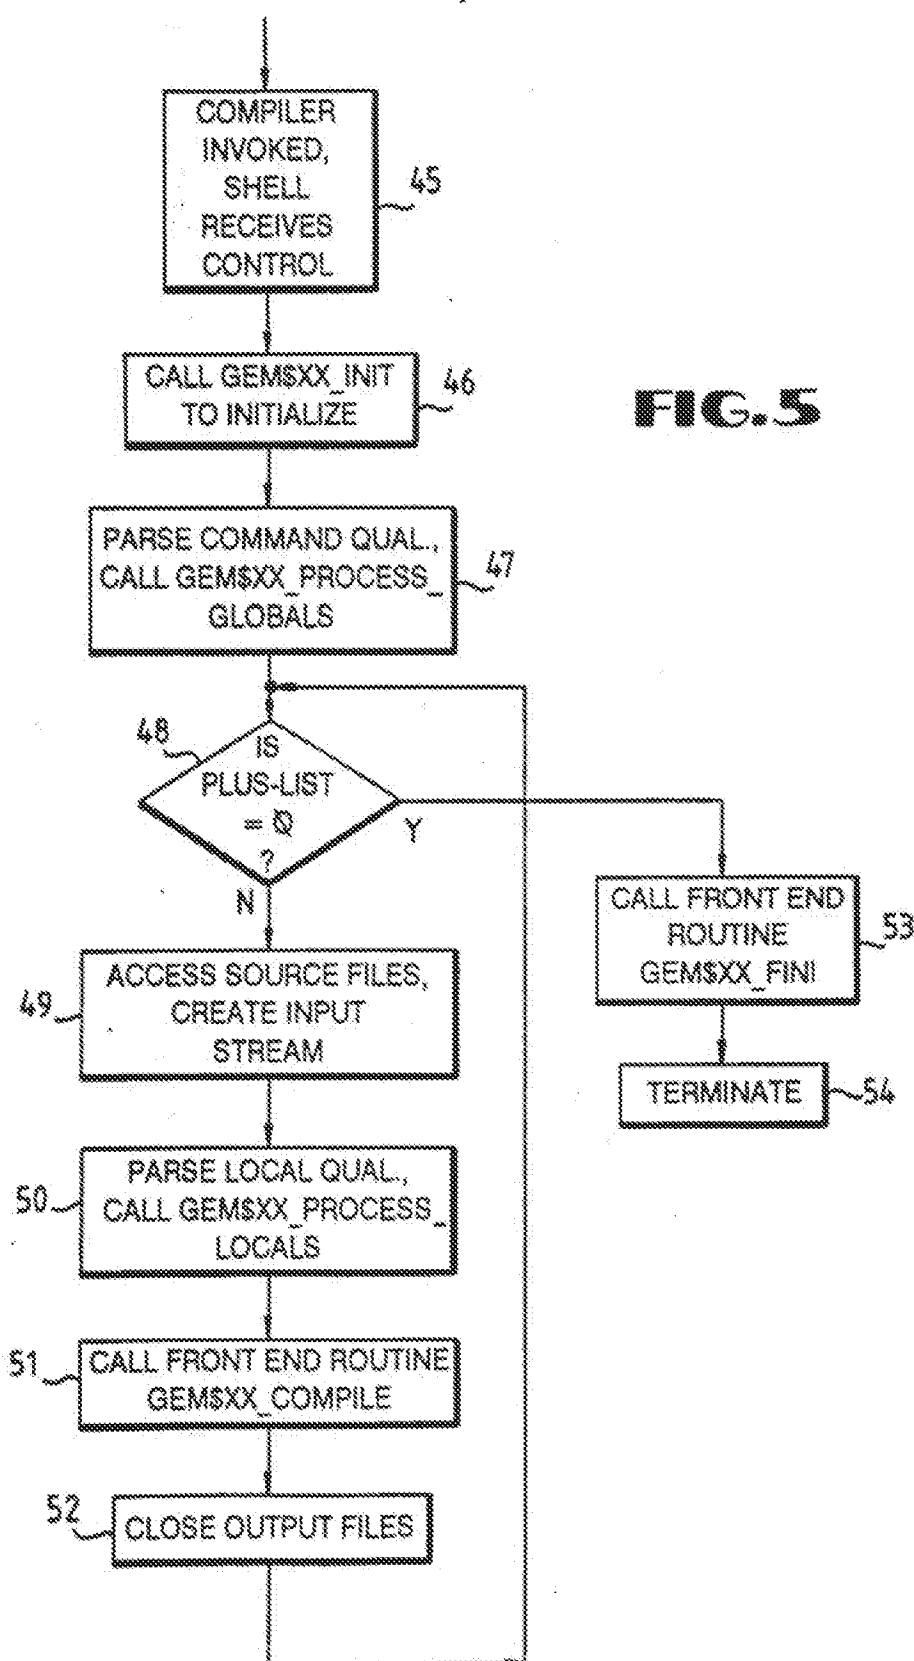 COMPILER
INVOKED,
SHELL
RECEIVES
CONTROL
45
CALL GEM$XX_INIT
TO INITIALIZE
46
FIG.5
PARSE COMMAND QUAL.,
CALL GEM$XX_PROCESS_
GLOBALS
47
48
IS
PLUS-LIST
= Ø
?
Y
N
CALL FRONT END
ROUTINE
GEM$XX_FINI
53
ACCESS SOURCE FILES,
CREATE INPUT
STREAM
49
TERMINATE
54
PARSE LOCAL QUAL.,
CALL GEM$XX_PROCESS_
LOCALS
50
CALL FRONT END ROUTINE
GEM$XX_COMPILE
51
CLOSE OUTPUT FILES
52